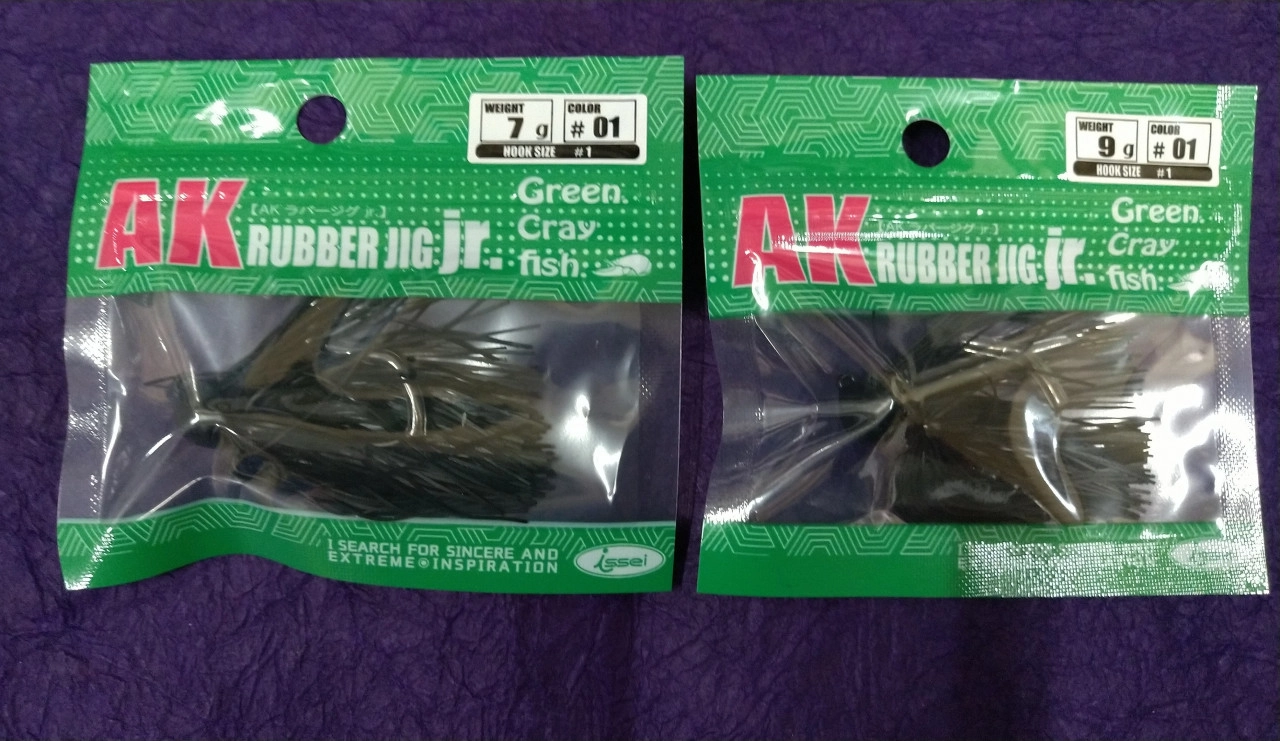 WEIGHT COLOR
7 g # 01
HOOK SIZE #1
AK
【AK ラバージグ jr.】
RUBBER JIG jr.
Green
Cray
fish
I SEARCH FOR SINCERE AND
EXTREME INSPIRATION
issei
WEIGHT COLOR
9 g # 01
HOOK SIZE #1
AK
RUBBER JIG jr.
Green
Cray
fish